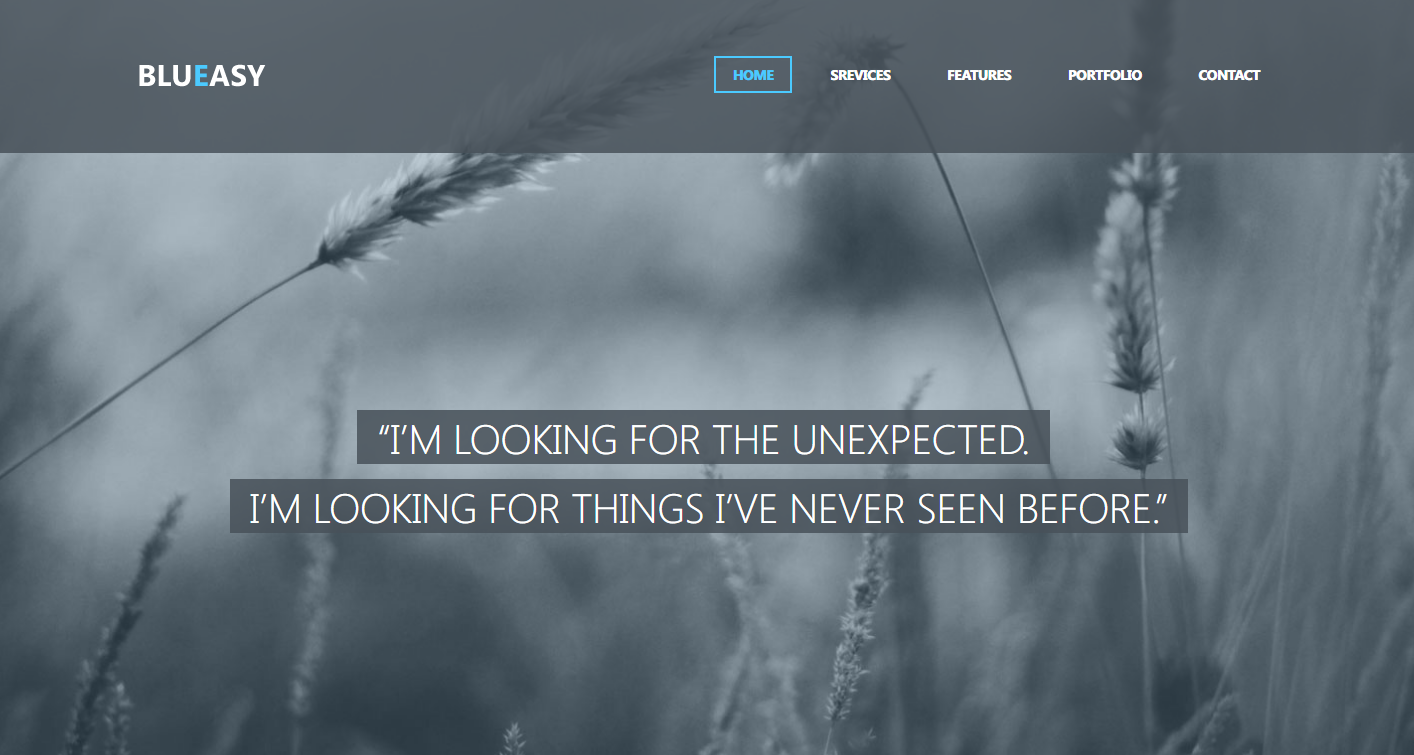 BLUEASY
HOME SREVICES FEATURES PORTFOLIO CONTACT
“I’M LOOKING FOR THE UNEXPECTED.
I’M LOOKING FOR THINGS I’VE NEVER SEEN BEFORE.”